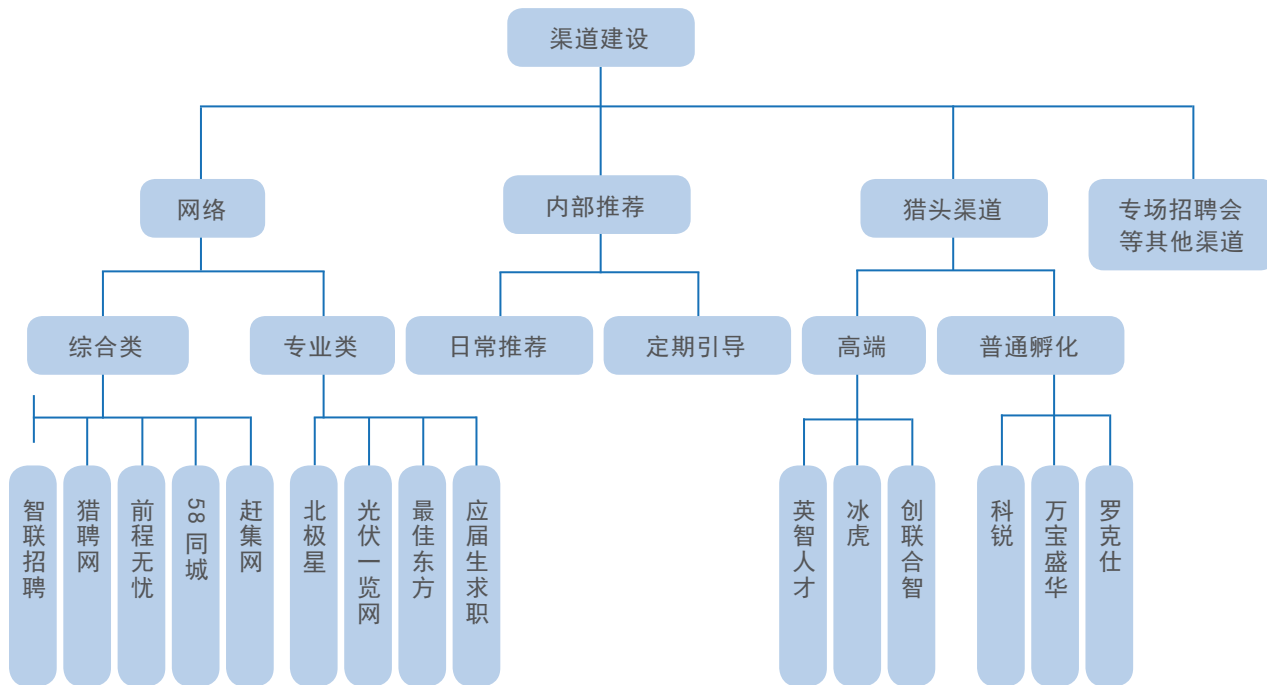 渠道建设
网络
内部推荐
猎头渠道
专场招聘会
等其他渠道
综合类
专业类
日常推荐
定期引导
高端
普通孵化
智联招聘
猎聘网
前程无忧
58同城
赶集网
北极星
光伏一览网
最佳东方
应届生求职
英智人才
冰虎
创联合智
科锐
万宝盛华
罗克仕